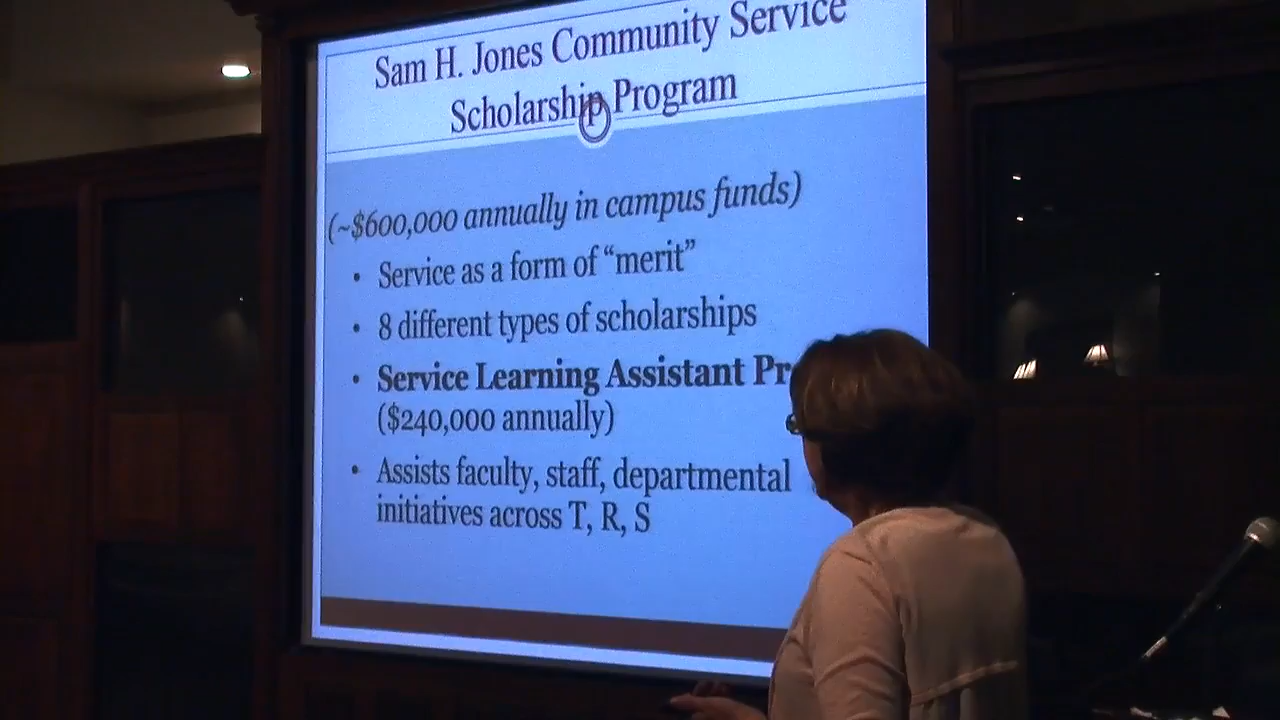 Sam H. Jones Community Service
Scholarship Program
(~$600,000 annually in campus funds)
• Service as a form of “merit”
• 8 different types of scholarships
• Service Learning Assistant
($240,000 annually)
• Assists faculty, staff, departmental
initiatives across T, R, S